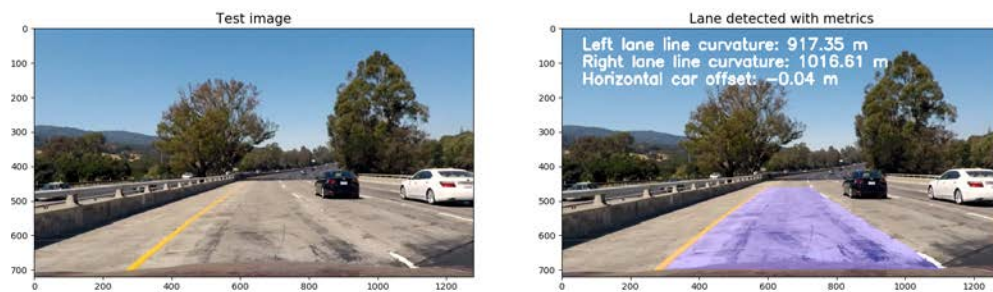 Test image
0
100
200
300
400
500
600
700
0 200 400 600 800 1000 1200
Lane detected with metrics
Left lane line curvature: 917.35 m
Right lane line curvature: 1016.61 m
Horizontal car offset: -0.04 m
0
100
200
300
400
500
600
700
0 200 400 600 800 1000 1200